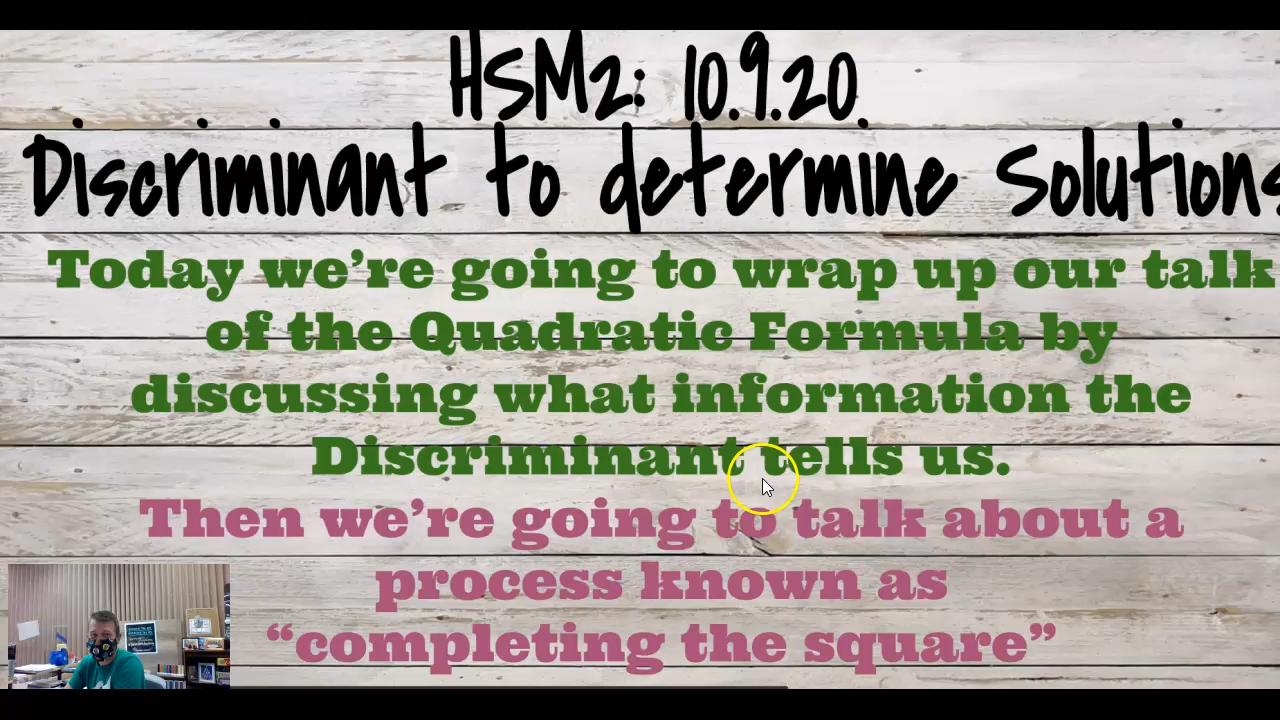 HSM2: 10.9.20
Discriminant to determine solutions
Today we're going to wrap up our talk
of the Quadratic Formula by
discussing what information the
Discriminant tells us.
Then we're going to talk about a
process known as
“completing the square”